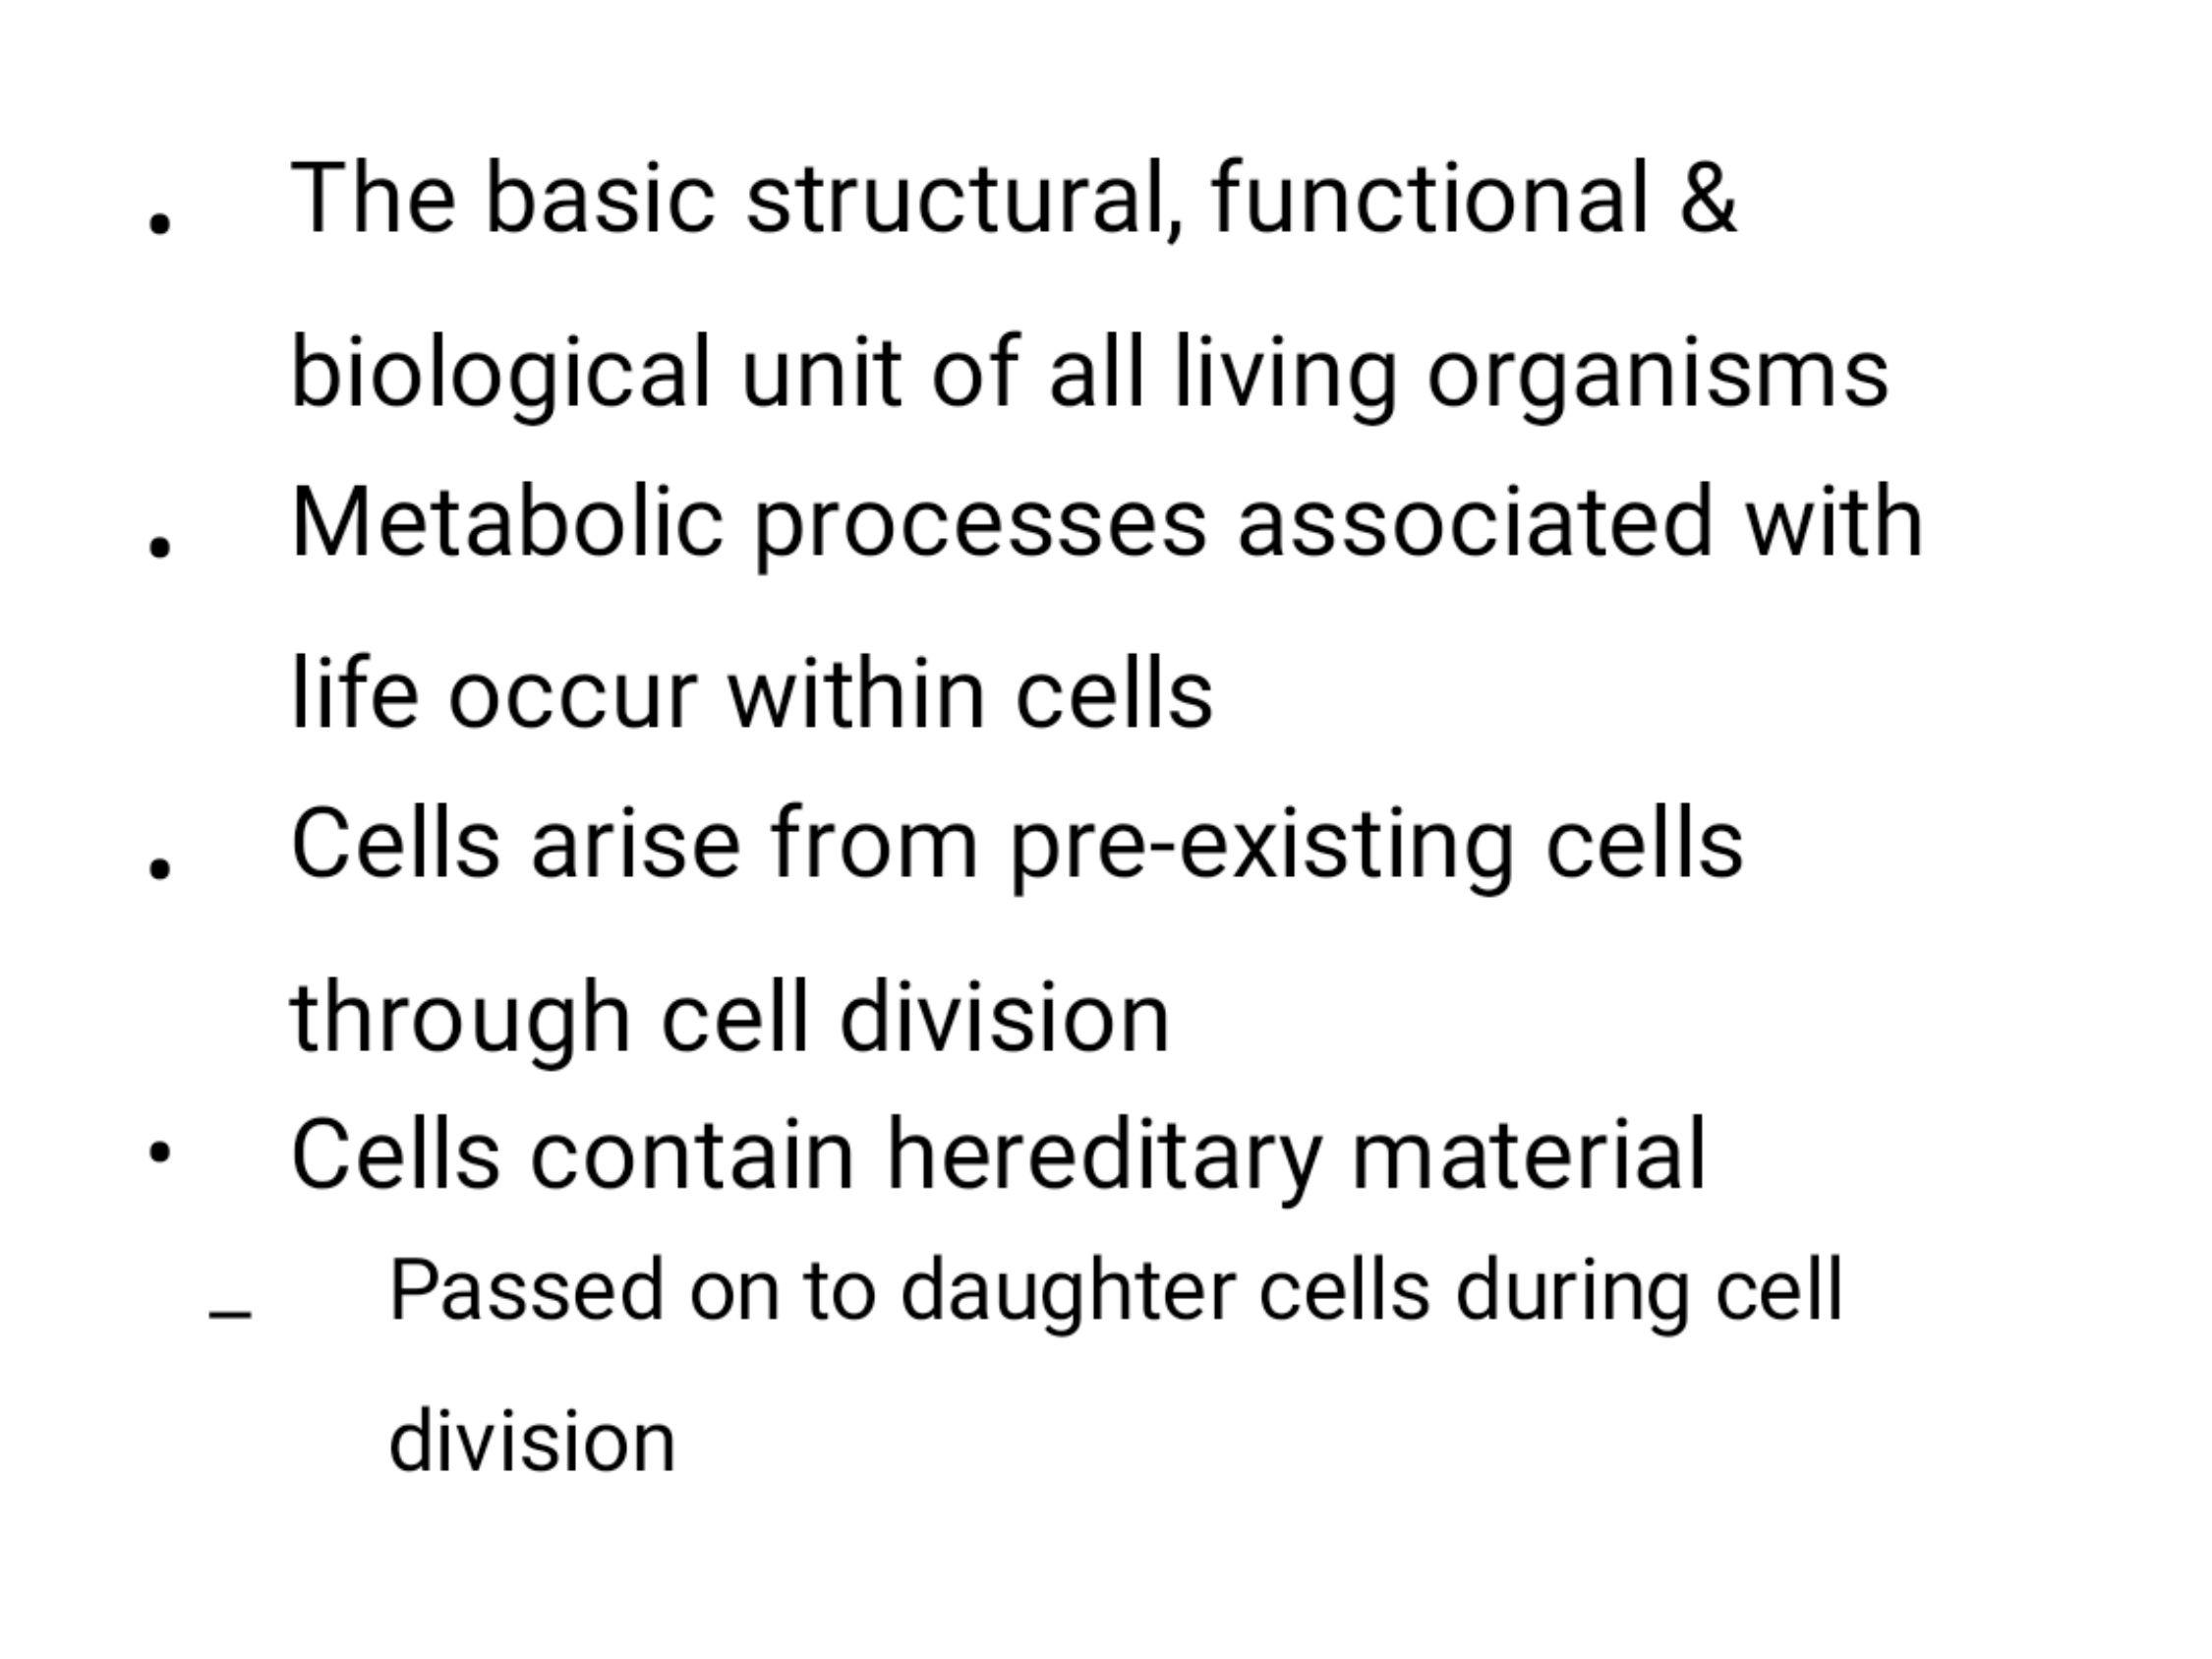 • The basic structural, functional &
biological unit of all living organisms
• Metabolic processes associated with
life occur within cells
• Cells arise from pre-existing cells
through cell division
• Cells contain hereditary material
– Passed on to daughter cells during cell
division